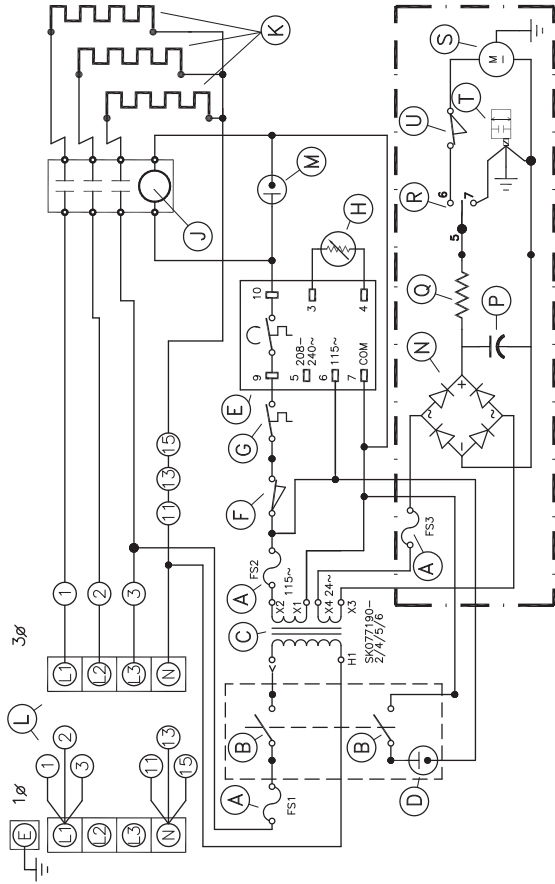 K
S
T
U
M
H
R
6
7
5
J
Q
P
10
3
4
N
208-
240~
115~
COM
9
5
6
7
E
G
15
13
11
F
A
FS3
1
2
3
A
FS2
115~
X2
X1
24~
X4
X3
C
SK077190-
2/4/5/6
H1
3ø
L1
L2
L3
N
L
B
B
D
A
FS1
1
2
3
11
13
15
1ø
E
L1
L2
L3
N
M
+
-
~
~